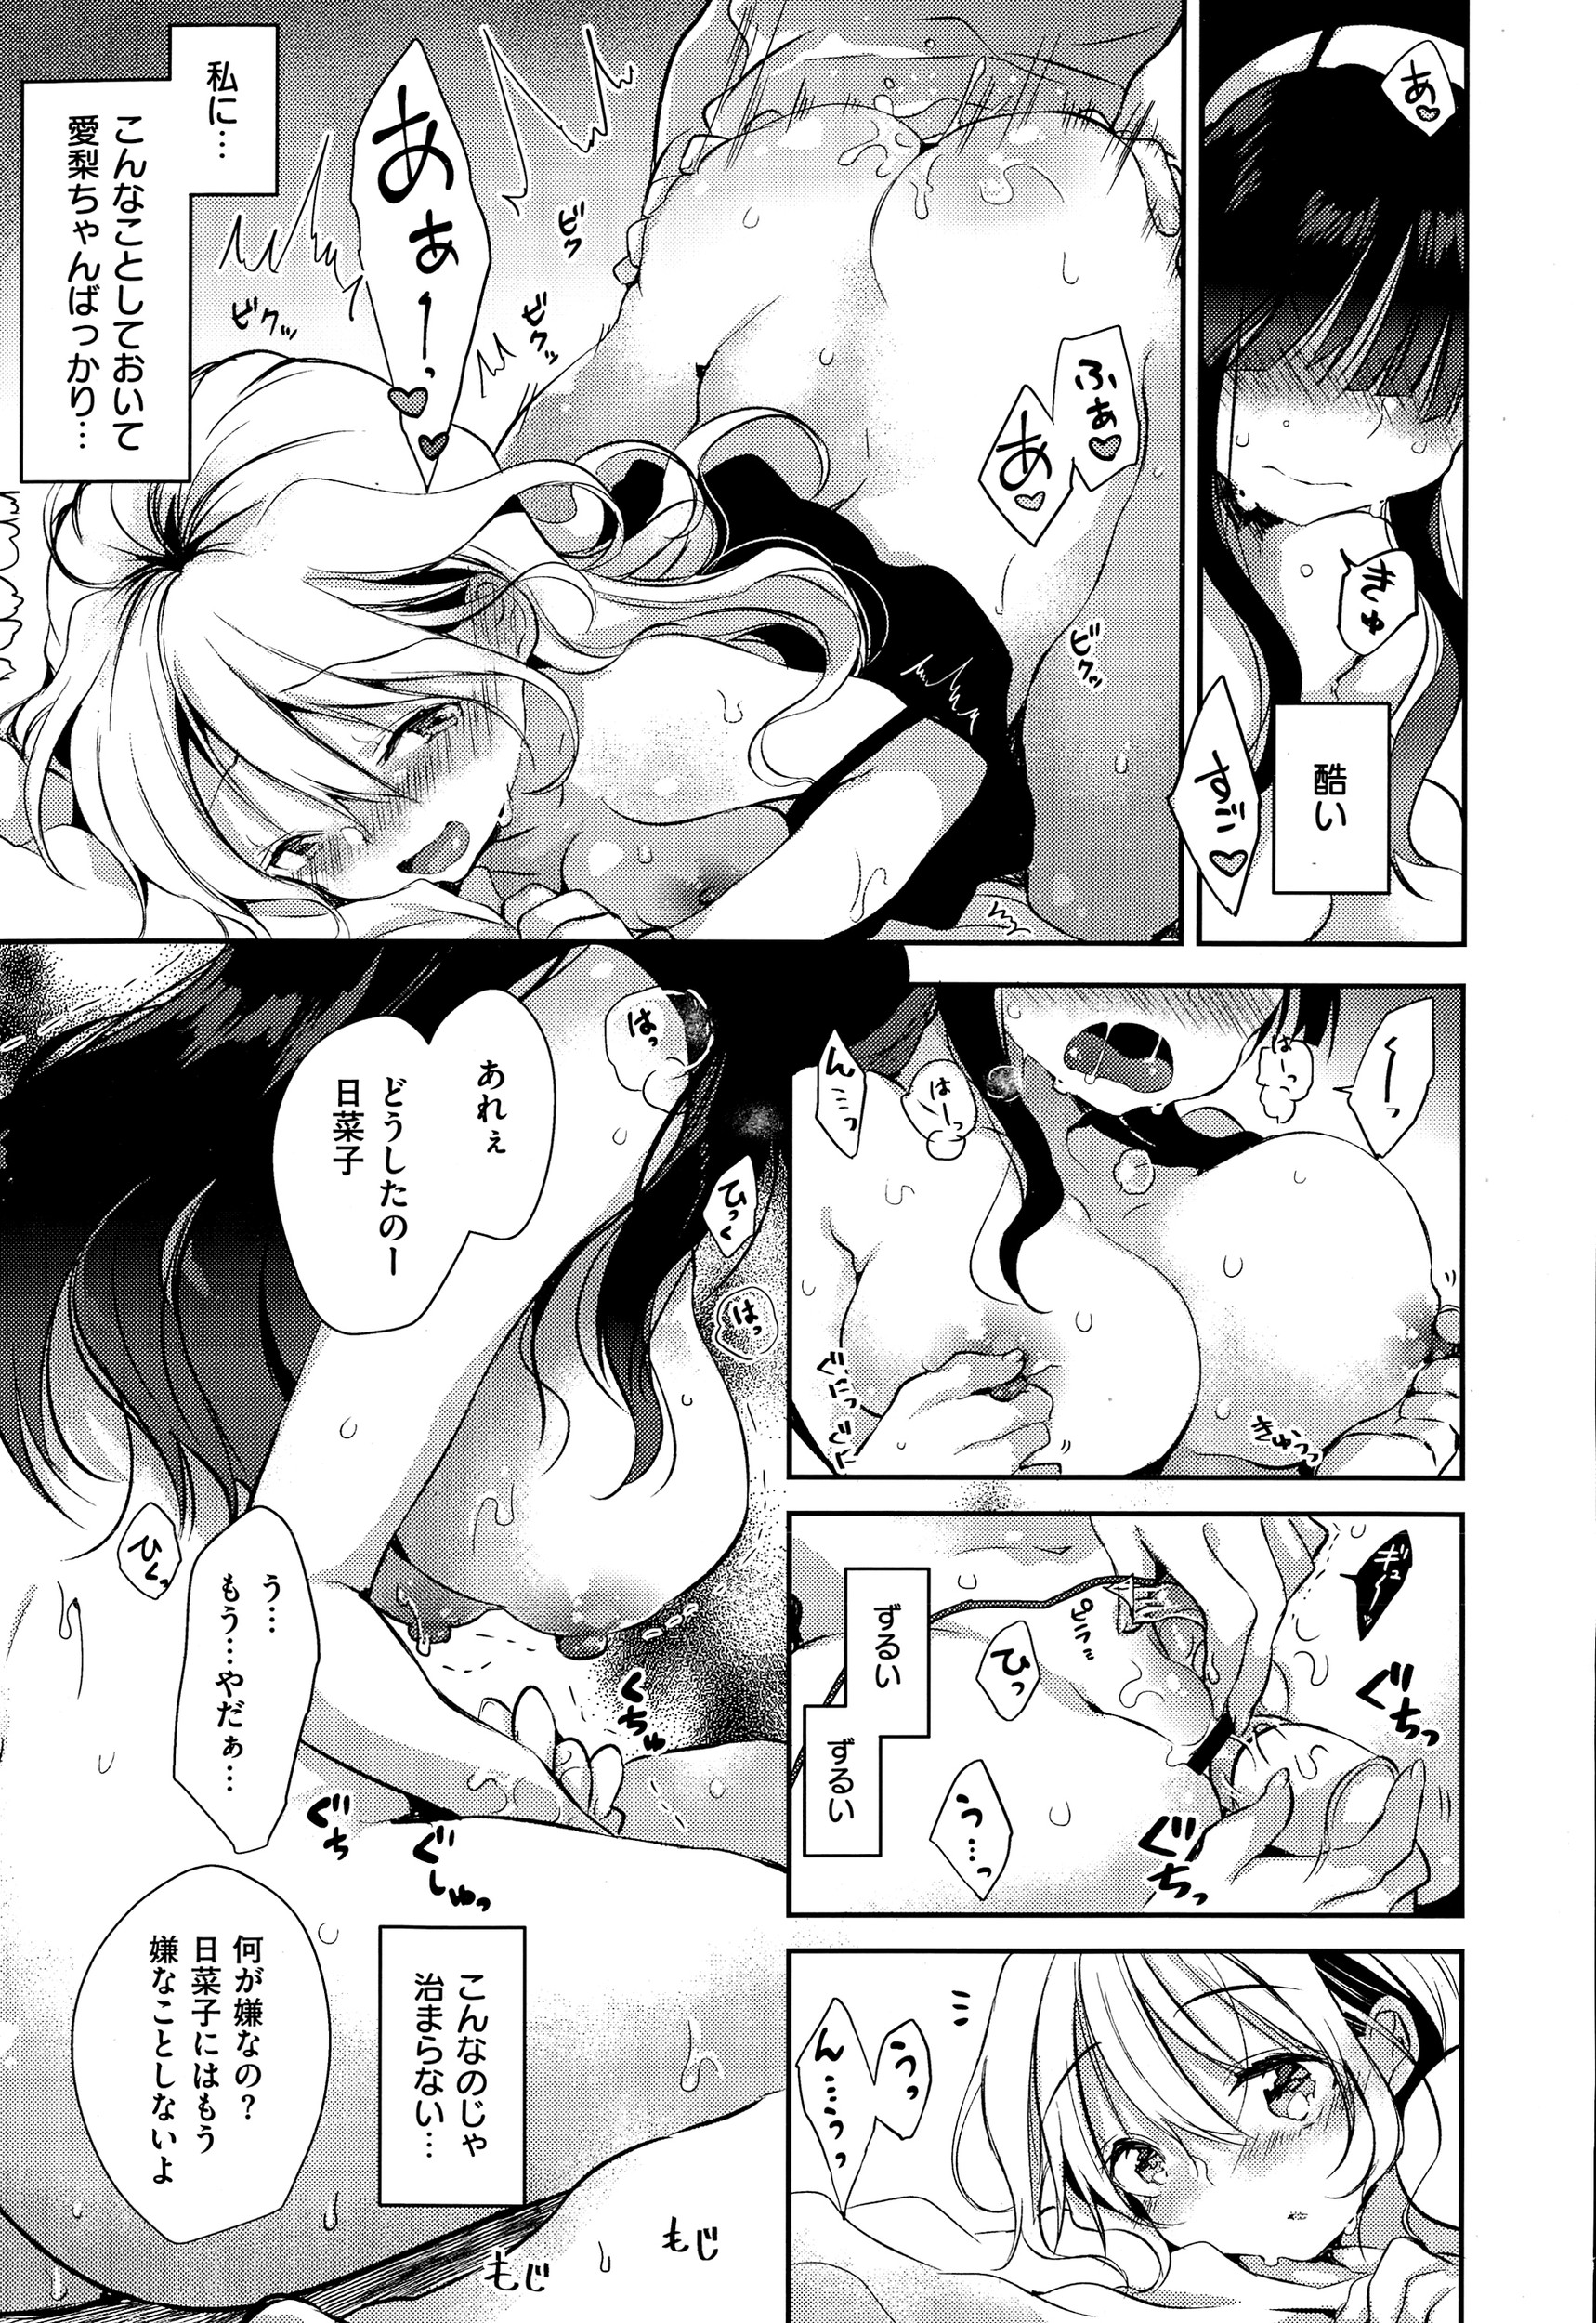 あ♥
きゅ
酷い
すご♥
私に…
こんなことしておいて
愛梨ちゃんばっかり…
あぁーっ♥♥
ビク
ビクッ
ビクッ
ふぁ♥
あ♥
ビクッ
くーっ
はーっ
はーっ
ん…っ
ぐにっ
ぐに
きゅうっ
ギューッ
ずるい
ずるい
ひっ
う…っ
ぐちっ
ぐちっ
うっ
ん…うっ
はっ
あれぇ
どうしたのー
日菜子
ひっく
はっ
ひくっ
う…
もう…やだぁ…
くちゅ
ぐち
ぐしゅっ
こんなのじゃ
治まらない…
何が嫌なの?
日菜子にはもう
嫌なことしないよ
もじ
もじ